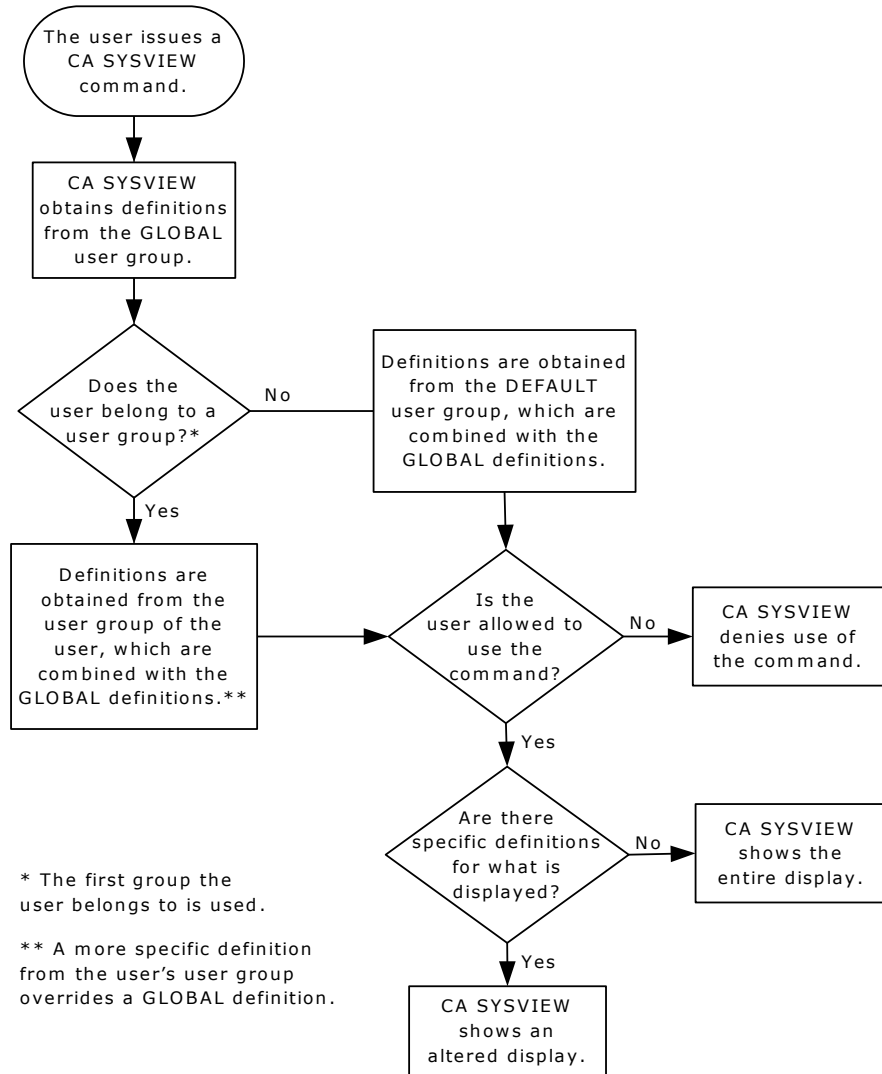 The user issues a
CA SYSVIEW
command.
CA SYSVIEW
obtains definitions
from the GLOBAL
user group.
Does the
user belong to a
user group?*
No
Definitions are obtained
from the DEFAULT
user group, which are
combined with the
GLOBAL definitions.
Yes
Definitions are
obtained from the
user group of the
user, which are
combined with the
GLOBAL definitions.**
Is the
user allowed to
use the
command?
No
CA SYSVIEW
denies use of
the command.
Yes
Are there
specific definitions
for what is
displayed?
No
CA SYSVIEW
shows the
entire display.
Yes
CA SYSVIEW
shows an
altered display.
* The first group the
user belongs to is used.
** A more specific definition
from the user's user group
overrides a GLOBAL definition.